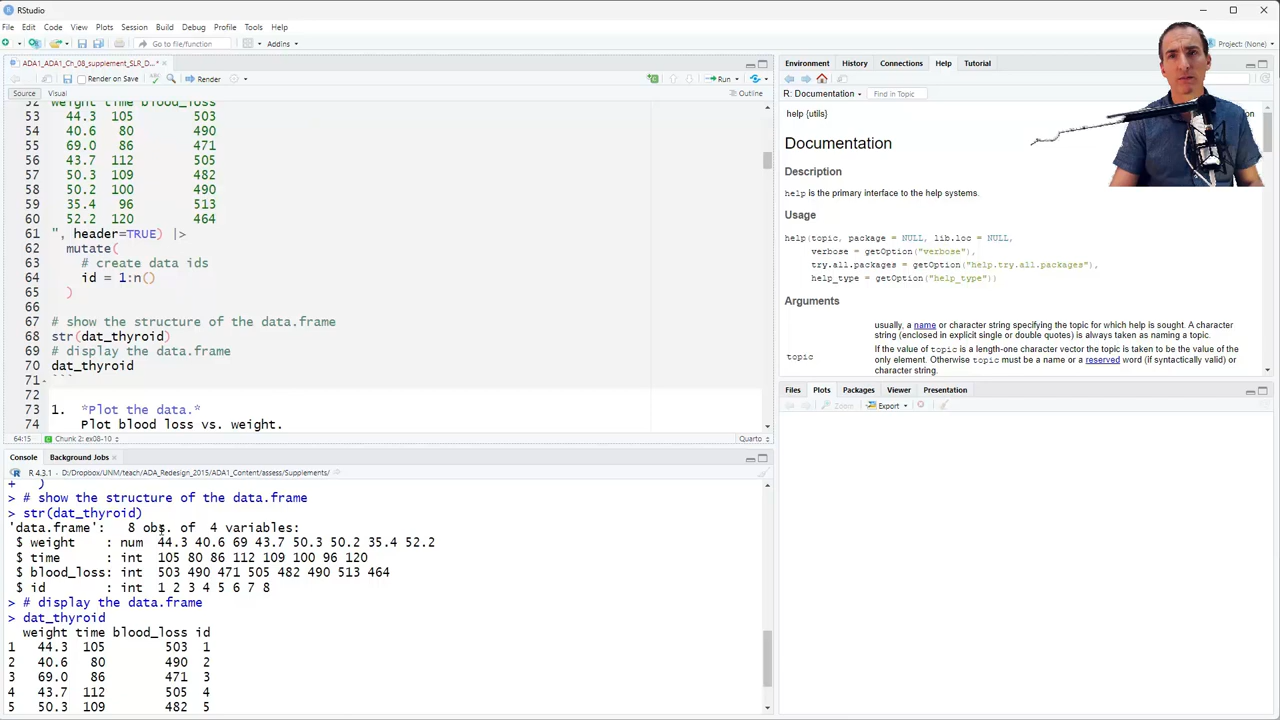 RStudio
File Edit Code View Plots Session Build Debug Profile Tools Help
Go to file/function Addins Project: (None)
ADA1_ADA1_Ch_08_supplement_SLR_D...*
Render on Save Render Run
Source Visual Outline
52 weight time blood_loss
53 44.3 105 503
54 40.6 80 490
55 69.0 86 471
56 43.7 112 505
57 50.3 109 482
58 50.2 100 490
59 35.4 96 513
60 52.2 120 464
61 ", header=TRUE) |>
62 mutate(
63 # create data ids
64 id = 1:n()
65 )
66
67 # show the structure of the data.frame
68 str(dat_thyroid)
69 # display the data.frame
70 dat_thyroid
71 ```
72
73 1. *Plot the data.*
74 Plot blood loss vs. weight.
64:15 Chunk 2: ex08-10 Quarto
Console Background Jobs
R 4.3.1 · D:/Dropbox/UNM/teach/ADA_Redesign_2015/ADA1_Content/assess/Supplements/
+ )
> # show the structure of the data.frame
> str(dat_thyroid)
'data.frame': 8 obs. of 4 variables:
$ weight : num 44.3 40.6 69 43.7 50.3 50.2 35.4 52.2
$ time : int 105 80 86 112 109 100 96 120
$ blood_loss: int 503 490 471 505 482 490 513 464
$ id : int 1 2 3 4 5 6 7 8
> # display the data.frame
> dat_thyroid
weight time blood_loss id
1 44.3 105 503 1
2 40.6 80 490 2
3 69.0 86 471 3
4 43.7 112 505 4
5 50.3 109 482 5
Environment History Connections Help Tutorial
R: Documentation Find in Topic
help {utils}
Documentation
Description
help is the primary interface to the help systems.
Usage
help(topic, package = NULL, lib.loc = NULL,
verbose = getOption("verbose"),
try.all.packages = getOption("help.try.all.packages"),
help_type = getOption("help_type"))
Arguments
topic
usually, a name or character string specifying the topic for which help is sought. A character
string (enclosed in explicit single or double quotes) is always taken as naming a topic.
If the value of topic is a length-one character vector the topic is taken to be the value of the
only element. Otherwise topic must be a name or a reserved word (if syntactically valid) or
character string.
Files Plots Packages Viewer Presentation
Zoom Export